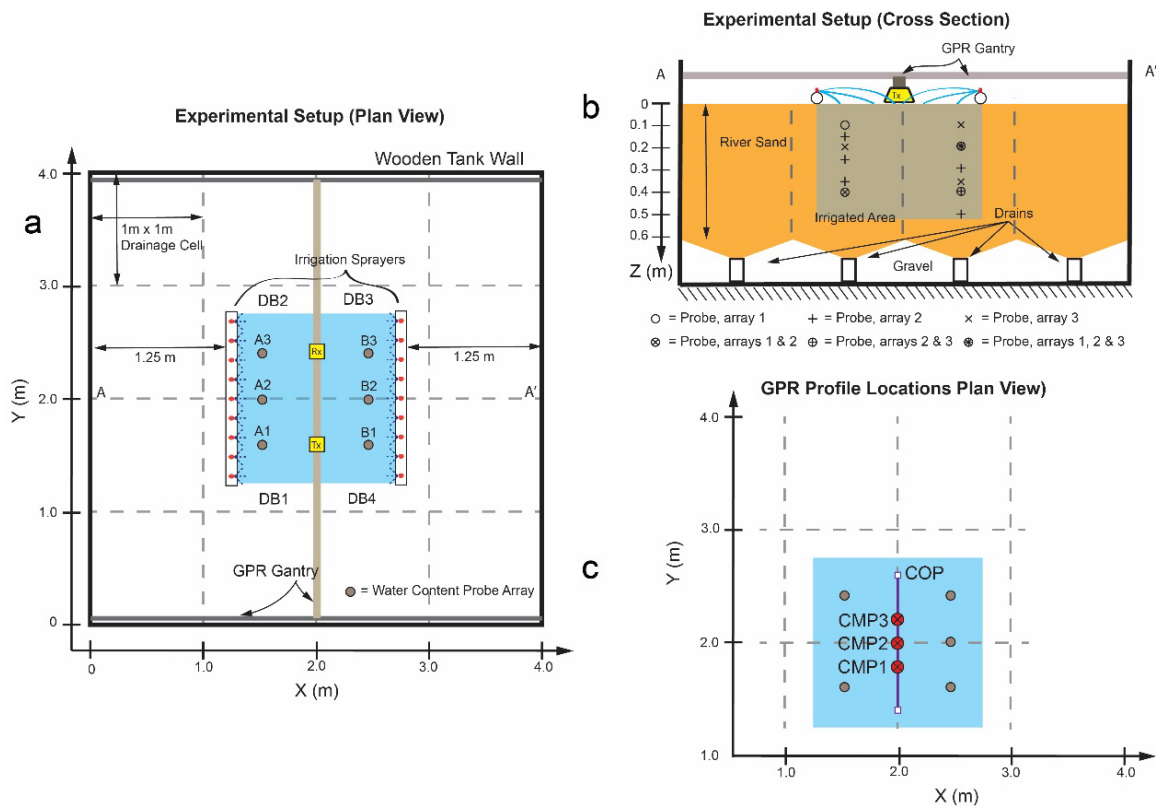 Experimental Setup (Plan View)
a
Wooden Tank Wall
4.0
3.0
2.0
1.0
0
Y (m)
1m x 1m
Drainage Cell
Irrigation Sprayers
DB2
DB3
A3
B3
Rx
1.25 m
1.25 m
A
A2
B2
A'
A1
B1
Tx
DB1
DB4
GPR Gantry
= Water Content Probe Array
0
1.0
2.0
3.0
4.0
X (m)
Experimental Setup (Cross Section)
b
GPR Gantry
A
A'
Tx
0
0.1
0.2
0.3
0.4
0.5
0.6
Z (m)
River Sand
Irrigated Area
Drains
Gravel
= Probe, array 1
= Probe, array 2
= Probe, array 3
= Probe, arrays 1 & 2
= Probe, arrays 2 & 3
= Probe, arrays 1, 2 & 3
GPR Profile Locations Plan View)
c
4.0
3.0
2.0
1.0
Y (m)
COP
CMP3
CMP2
CMP1
1.0
2.0
3.0
4.0
X (m)